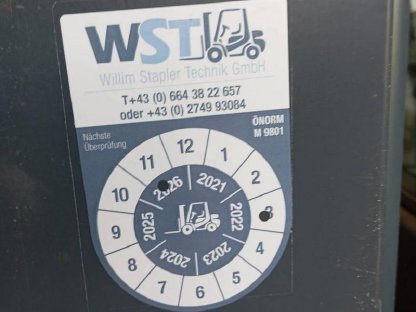 WST
Willim Stapler Technik GmbH
T+43 (0) 664 38 22 657
oder +43 (0) 2749 93084
Nächste
Überprüfung
ÖNORM
M 9801
12
1
2
3
4
5
6
7
8
9
10
11
2026
2021
2022
2023
2024
2025